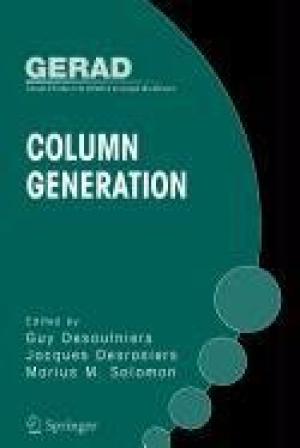 GERAD
COLUMN
GENERATION
Edited by
Guy Desaulniers
Jacques Desrosiers
Marius M. Solomon
Springer